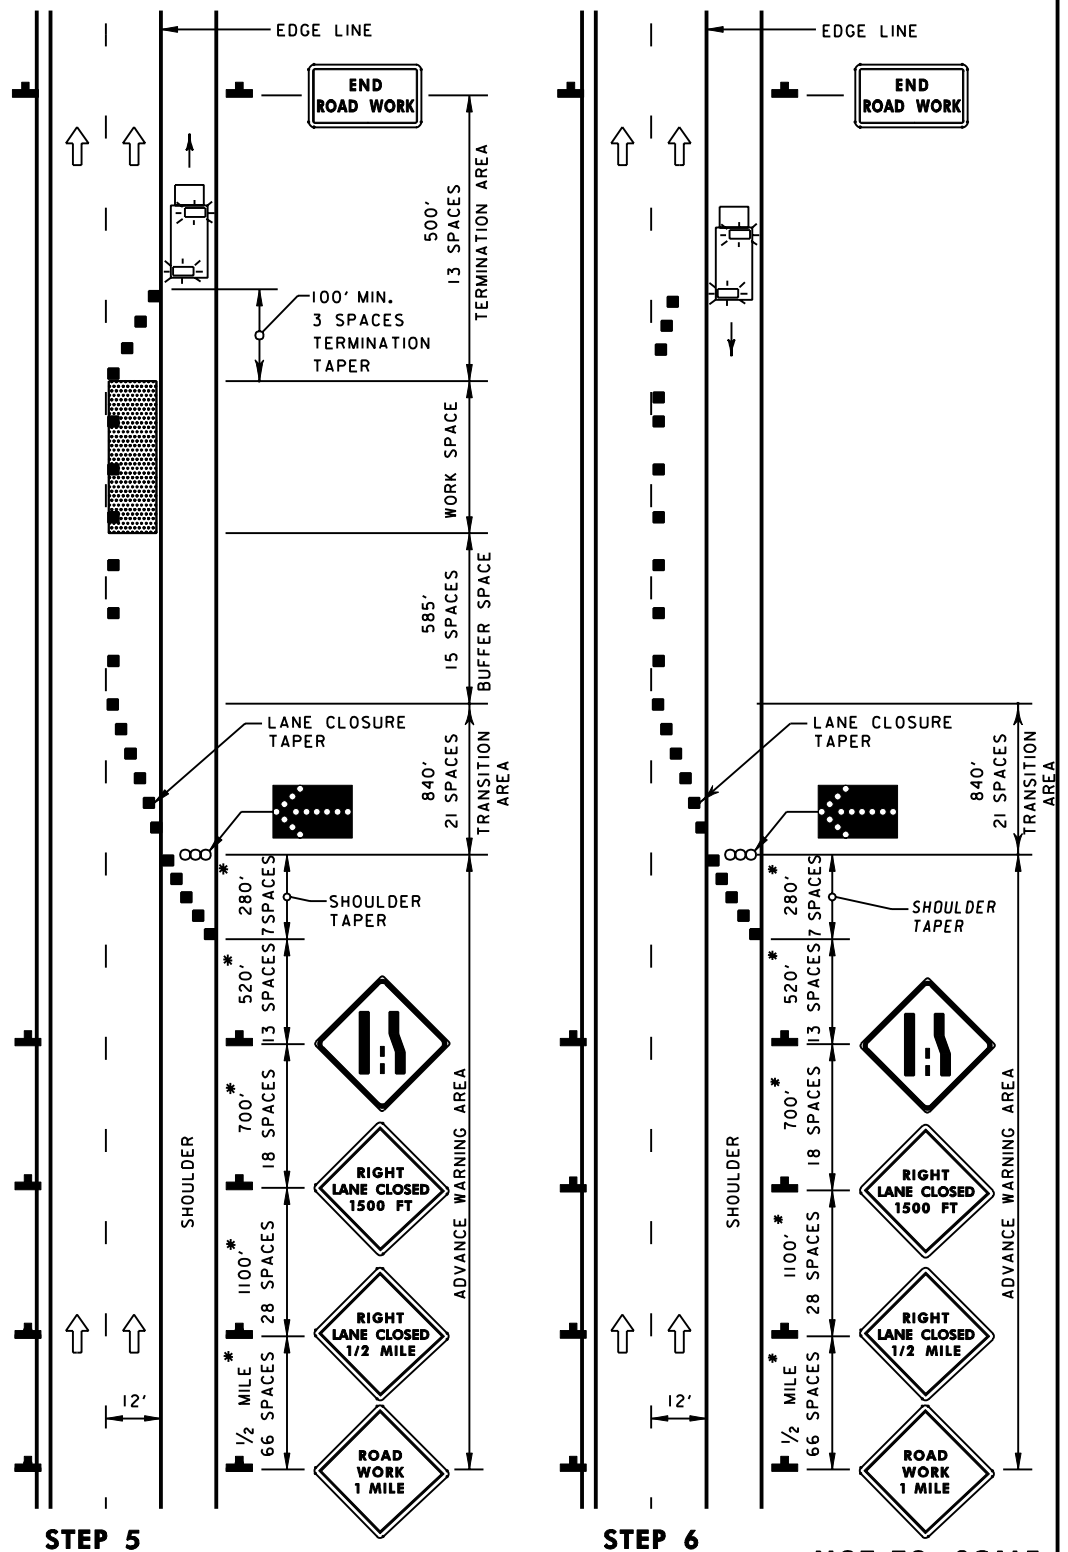 EDGE LINE
END
ROAD WORK
500'
13 SPACES
TERMINATION AREA
100' MIN.
3 SPACES
TERMINATION
TAPER
WORK SPACE
585'
15 SPACES
BUFFER SPACE
LANE CLOSURE
TAPER
840'
21 SPACES
TRANSITION
AREA
*
280'
7 SPACES
SHOULDER
TAPER
*
520'
13 SPACES
*
700'
18 SPACES
RIGHT
LANE CLOSED
1500 FT
SHOULDER
ADVANCE WARNING AREA
*
1100'
28 SPACES
RIGHT
LANE CLOSED
1/2 MILE
*
1/2 MILE
66 SPACES
12'
ROAD
WORK
1 MILE
STEP 5
EDGE LINE
END
ROAD WORK
LANE CLOSURE
TAPER
840'
21 SPACES
TRANSITION
AREA
*
280'
7 SPACES
SHOULDER
TAPER
*
520'
13 SPACES
*
700'
18 SPACES
RIGHT
LANE CLOSED
1500 FT
SHOULDER
ADVANCE WARNING AREA
*
1100'
28 SPACES
RIGHT
LANE CLOSED
1/2 MILE
*
1/2 MILE
66 SPACES
12'
ROAD
WORK
1 MILE
STEP 6